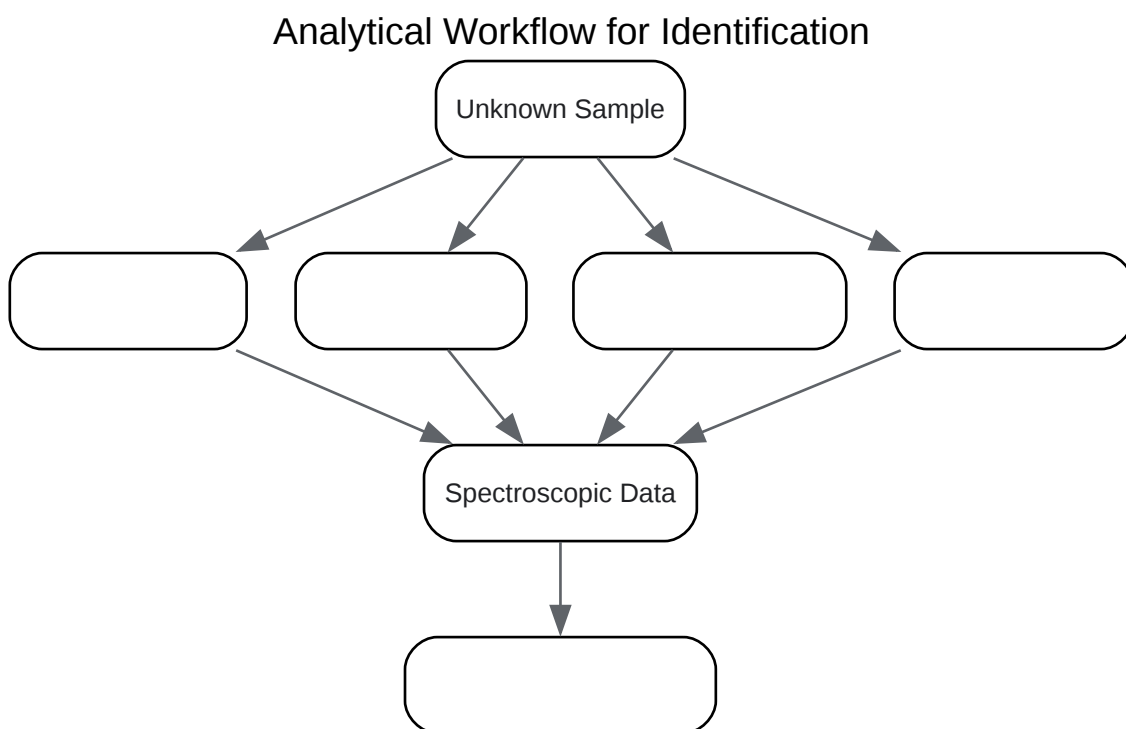 Analytical Workflow for Identification
Unknown Sample
Spectroscopic Data